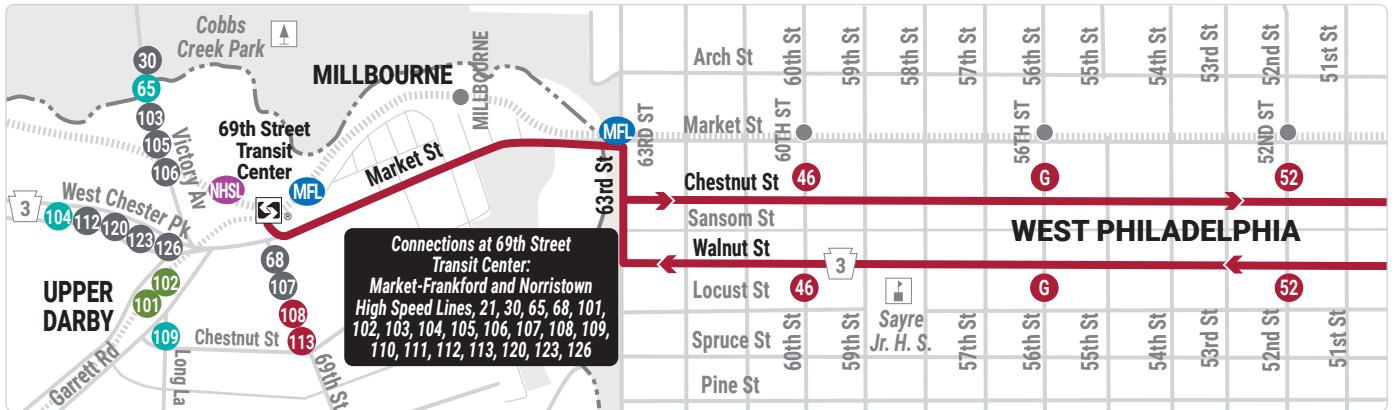 Cobbs
Creek Park
30
65
103
105
106
Victory Av
NHSL
69th Street
Transit
Center
MFL
®
MILLBOURNE
MILLBOURNE
Market St
MFL
63RD ST
63rd St
3
West Chester Pk
104
112
120
123
126
102
101
UPPER
DARBY
109
Garrett Rd
Long La
Chestnut St
68
107
108
113
69th St
Connections at 69th Street
Transit Center:
Market-Frankford and Norristown
High Speed Lines, 21, 30, 65, 68, 101,
102, 103, 104, 105, 106, 107, 108, 109,
110, 111, 112, 113, 120, 123, 126
60th St
59th St
58th St
57th St
56th St
55th St
54th St
53rd St
52nd St
51st St
Arch St
Market St
60TH ST
56TH ST
52ND ST
46
G
52
Chestnut St
Sansom St
WEST PHILADELPHIA
Walnut St
3
Locust St
46
G
52
Sayre
Jr. H. S.
Spruce St
Pine St
60th St
59th St
57th St
56th St
55th St
54th St
53rd St
52nd St
51st St